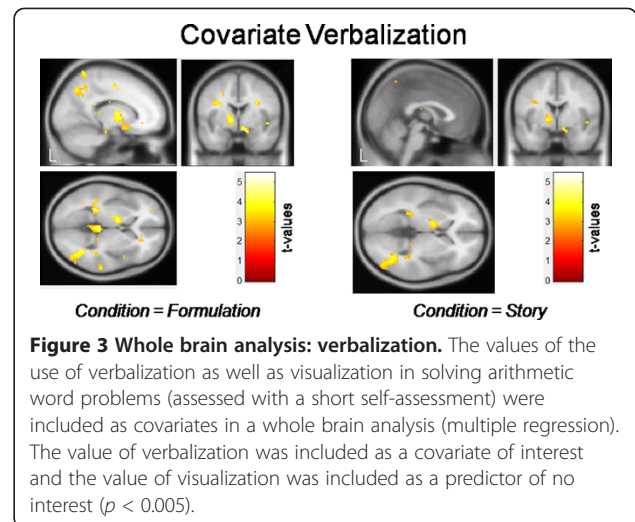 Covariate Verbalization
L
L
5
4
3
2
1
0
t-values
5
4
3
2
1
0
t-values
Condition = Formulation
Condition = Story
Figure 3 Whole brain analysis: verbalization. The values of the
use of verbalization as well as visualization in solving arithmetic
word problems (assessed with a short self-assessment) were
included as covariates in a whole brain analysis (multiple regression).
The value of verbalization was included as a covariate of interest
and the value of visualization was included as a predictor of no
interest (p < 0.005).